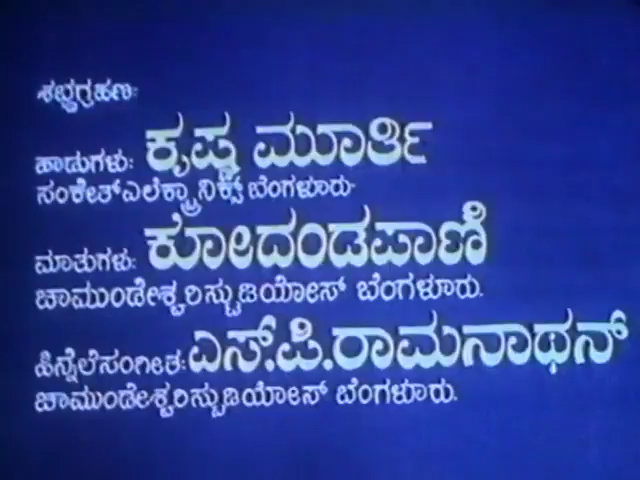 ಶಬ್ದಗ್ರಹಣ:
ಹಾಡುಗಳು: ಕೃಷ್ಣ ಮೂರ್ತಿ
ಸಂಕೇತ್ ಎಲೆಕ್ಟ್ರಾನಿಕ್ಸ್ ಬೆಂಗಳೂರು.
ಮಾತುಗಳು: ಕೋದಂಡಪಾಣಿ
ಚಾಮುಂಡೇಶ್ವರಿ ಸ್ಟುಡಿಯೋಸ್ ಬೆಂಗಳೂರು.
ಹಿನ್ನೆಲೆಸಂಗೀತ: ಎಸ್.ಪಿ.ರಾಮನಾಥನ್
ಚಾಮುಂಡೇಶ್ವರಿ ಸ್ಟುಡಿಯೋಸ್ ಬೆಂಗಳೂರು.